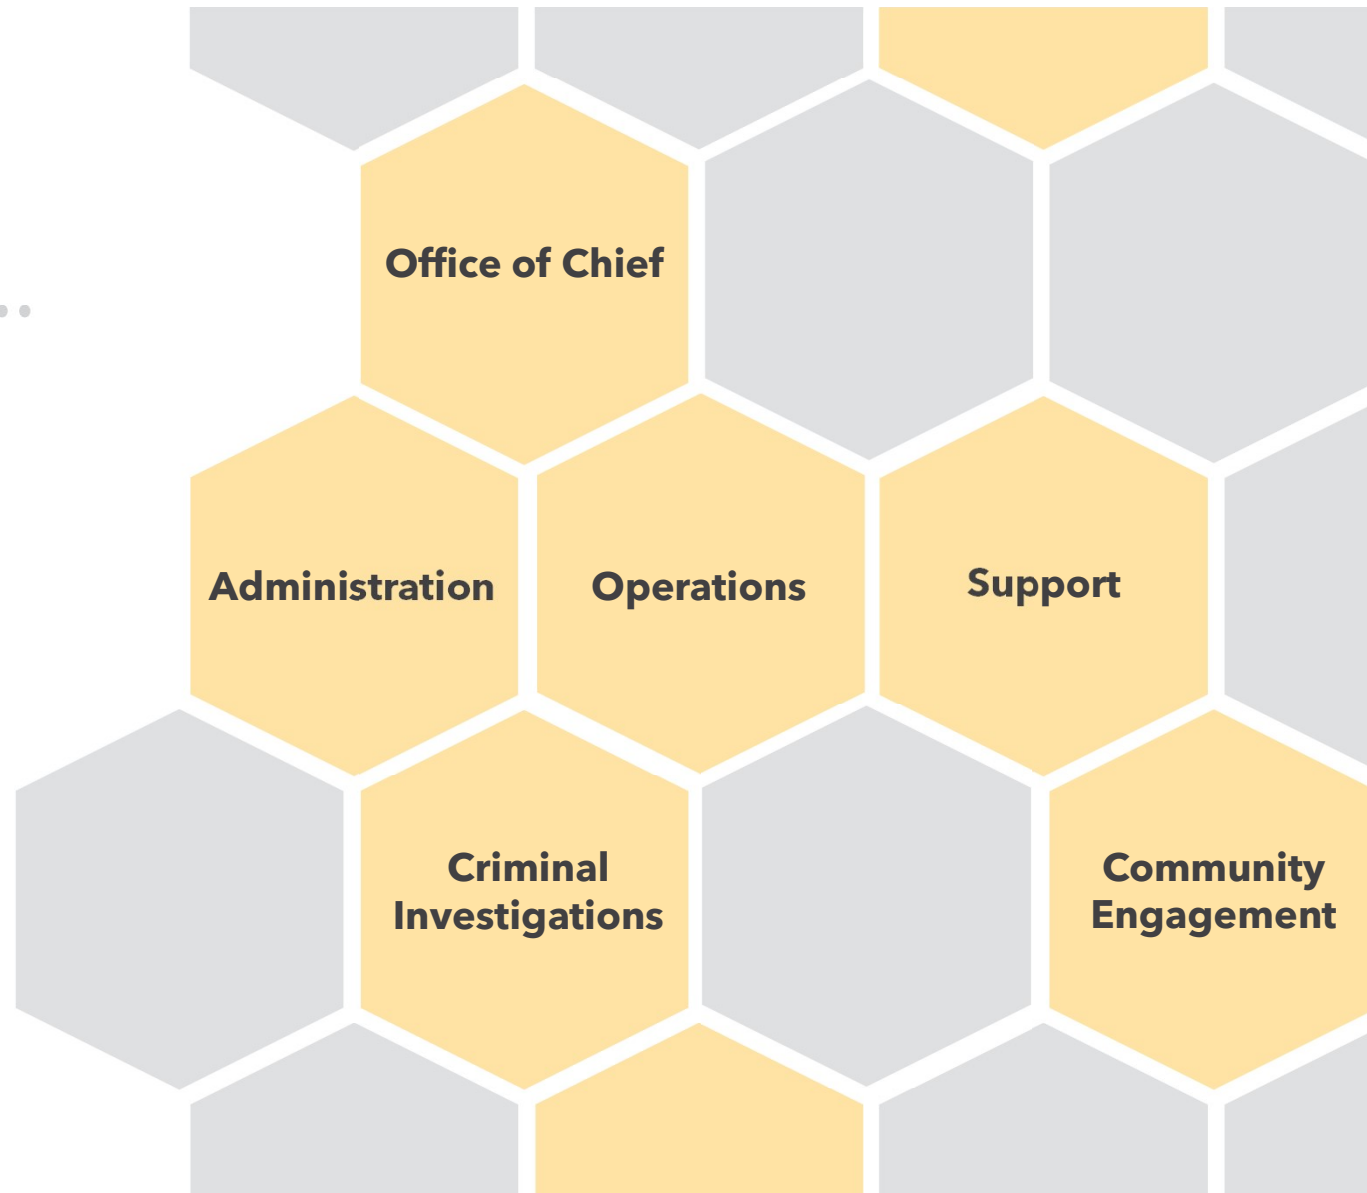 Office of Chief
Administration
Operations
Support
Criminal
Investigations
Community
Engagement